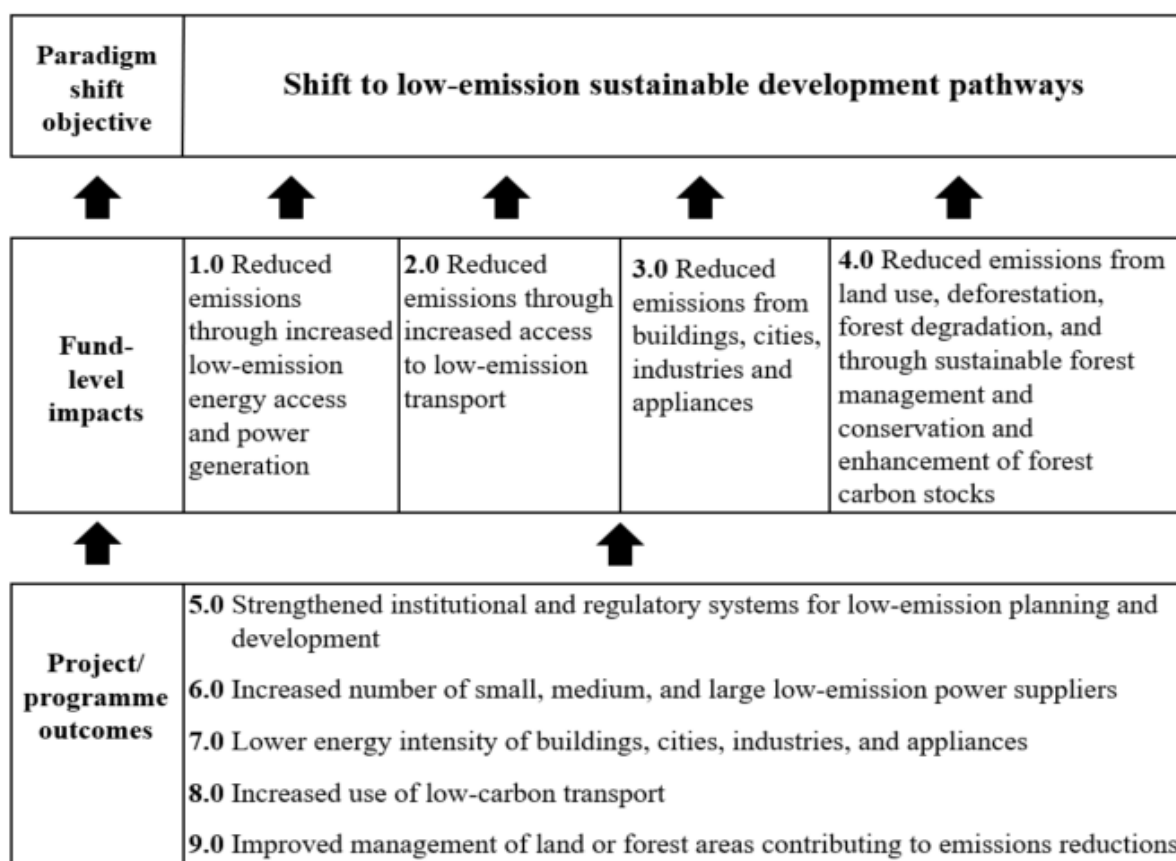 Paradigm
shift
objective
Shift to low-emission sustainable development pathways
Fund-
level
impacts
1.0 Reduced
emissions
through increased
low-emission
energy access
and power
generation
2.0 Reduced
emissions through
increased access
to low-emission
transport
3.0 Reduced
emissions from
buildings, cities,
industries and
appliances
4.0 Reduced emissions from
land use, deforestation,
forest degradation, and
through sustainable forest
management and
conservation and
enhancement of forest
carbon stocks
Project/
programme
outcomes
5.0 Strengthened institutional and regulatory systems for low-emission planning and
development
6.0 Increased number of small, medium, and large low-emission power suppliers
7.0 Lower energy intensity of buildings, cities, industries, and appliances
8.0 Increased use of low-carbon transport
9.0 Improved management of land or forest areas contributing to emissions reductions